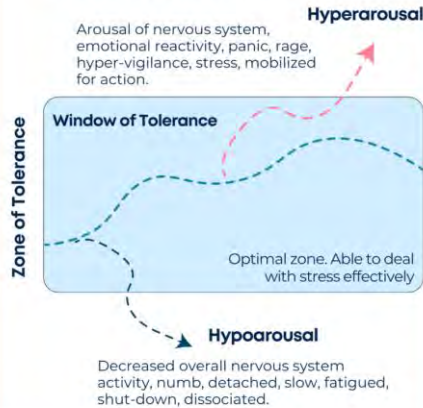 Hyperarousal
Arousal of nervous system,
emotional reactivity, panic, rage,
hyper-vigilance, stress, mobilized
for action.
Zone of Tolerance
Window of Tolerance
Optimal zone. Able to deal
with stress effectively
Hypoarousal
Decreased overall nervous system
activity, numb, detached, slow, fatigued,
shut-down, dissociated.